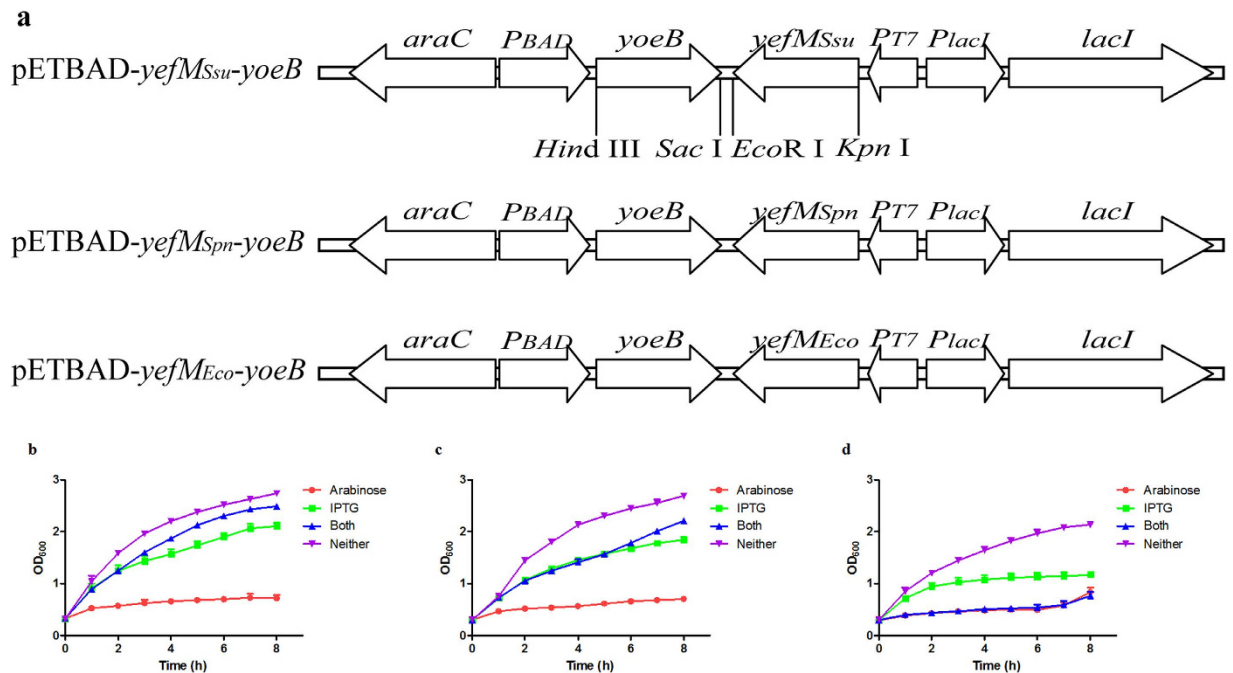 a
araC PBAD yoeB yefMSsu PT7 PlacI lacI
pETBAD-yefMSsu-yoeB
Hind III Sac I EcoR I Kpn I
araC PBAD yoeB yefMSpn PT7 PlacI lacI
pETBAD-yefMSpn-yoeB
araC PBAD yoeB yefMEco PT7 PlacI lacI
pETBAD-yefMEco-yoeB
b
3
2
1
0
OD600
0 2 4 6 8
Time (h)
Arabinose
IPTG
Both
Neither
c
3
2
1
0
OD600
0 2 4 6 8
Time (h)
Arabinose
IPTG
Both
Neither
d
3
2
1
0
OD600
0 2 4 6 8
Time (h)
Arabinose
IPTG
Both
Neither